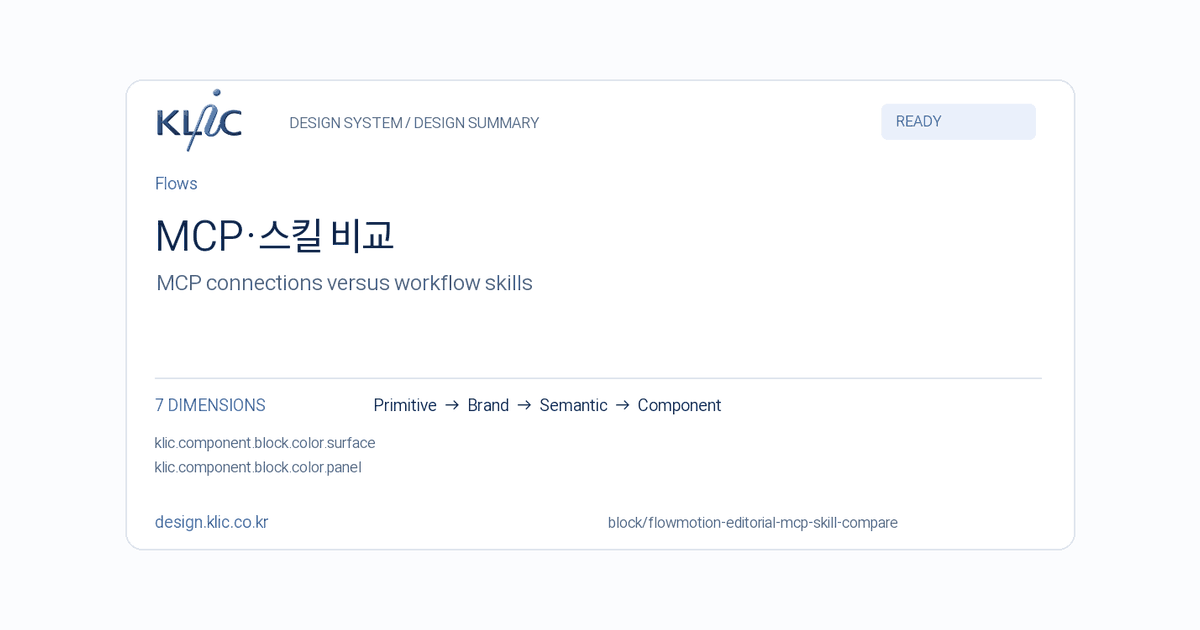 KLiC
DESIGN SYSTEM / DESIGN SUMMARY
READY
Flows
MCP·스킬 비교
MCP connections versus workflow skills
7 DIMENSIONS
Primitive → Brand → Semantic → Component
klic.component.block.color.surface
klic.component.block.color.panel
design.klic.co.kr
block/flowmotion-editorial-mcp-skill-compare